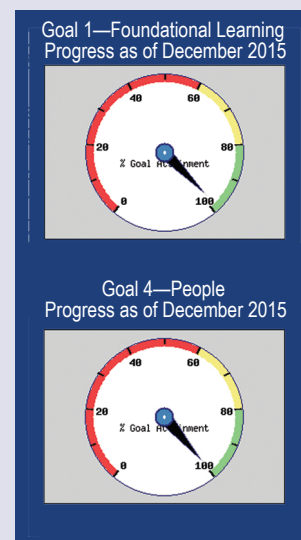 Goal 1—Foundational Learning
Progress as of December 2015
40 60
20 80
% Goal Attainment
0 100
Goal 4—People
Progress as of December 2015
40 60
20 80
% Goal Attainment
0 100